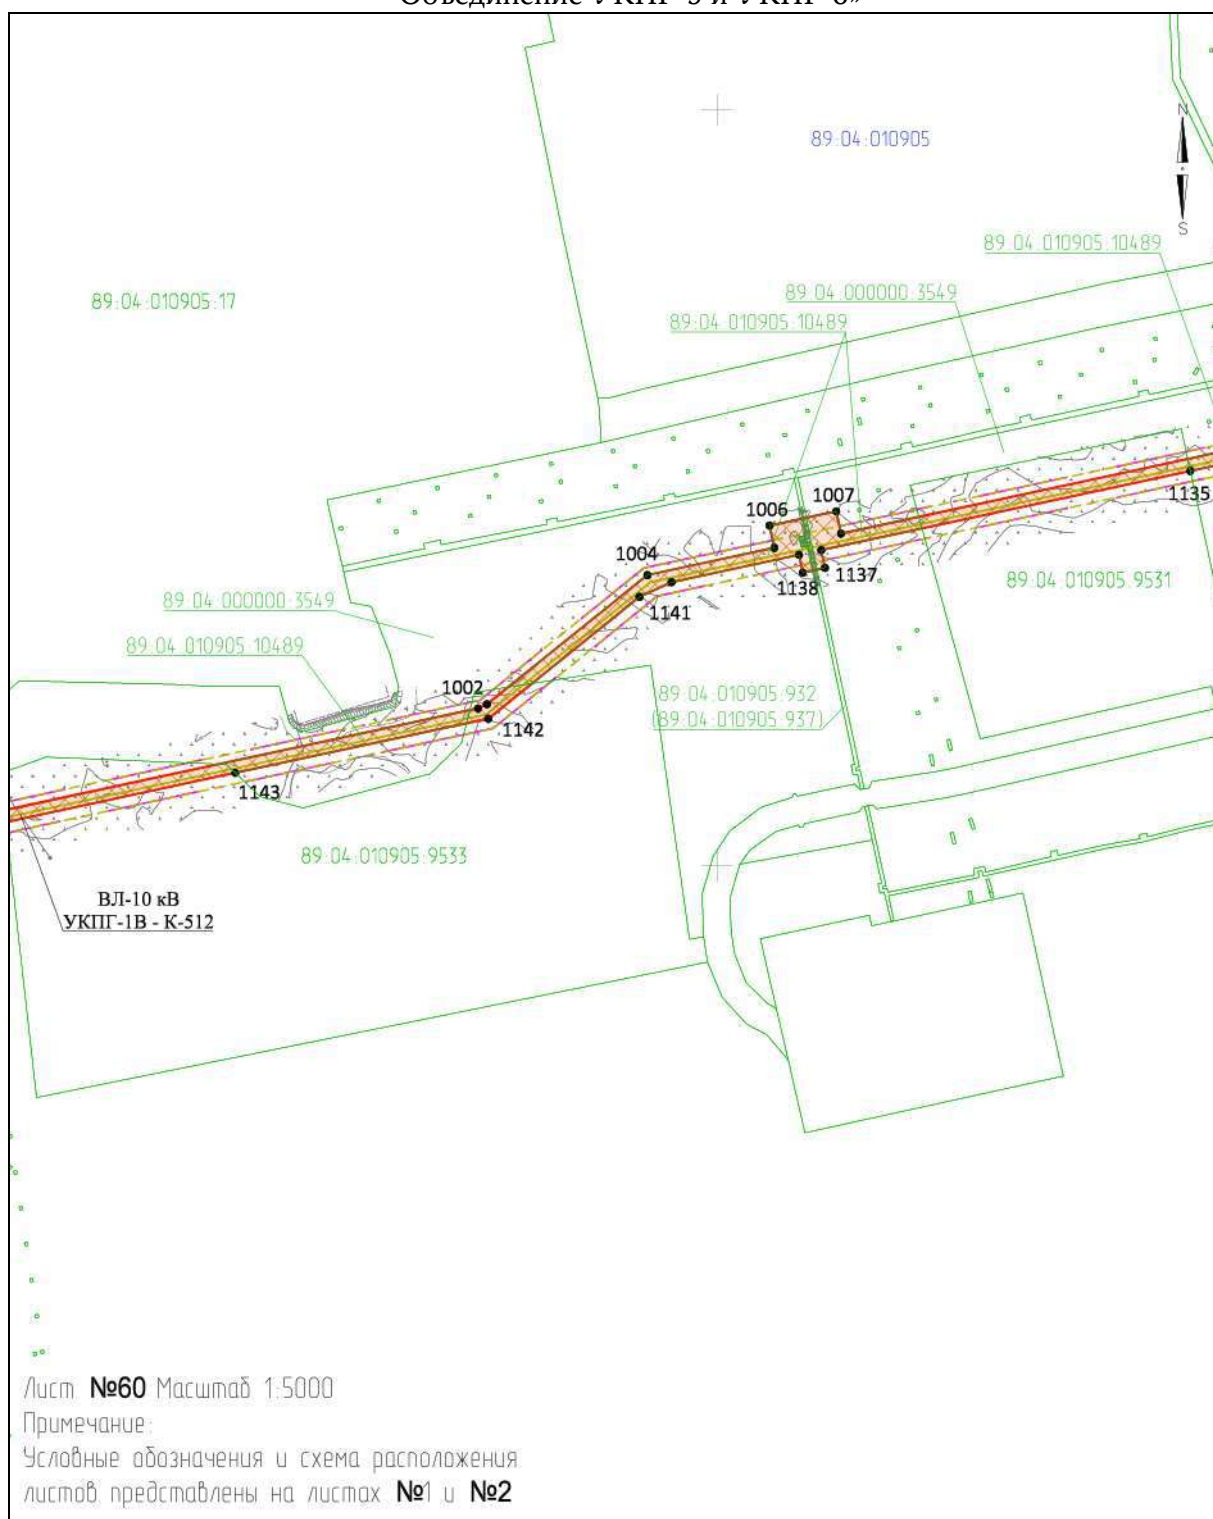 89:04:010905
N
S
89:04:010905:10489
89:04:010905:17
89:04:000000:3549
89:04:010905:10489
1007
1006
1135
1004
1137
1138
89:04:010905:9531
1141
89:04:000000:3549
89:04:010905:10489
1002
89:04:010905:932
(89:04:010905:937)
1142
1143
89:04:010905:9533
ВЛ-10 кВ
УКПГ-1В - К-512
Лист №60 Масштаб 1:5000
Примечание:
Условные обозначения и схема расположения
листов представлены на листах №1 и №2